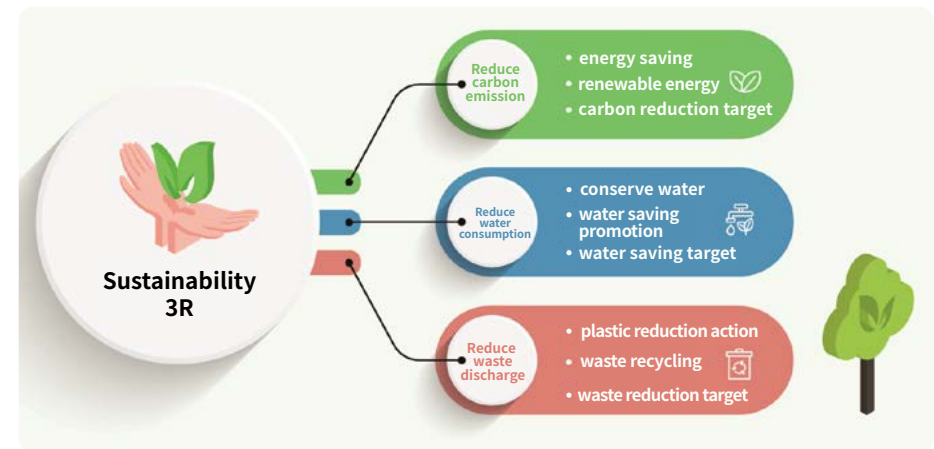 Sustainability
3R
Reduce
carbon
emission
• energy saving
• renewable energy
• carbon reduction target
Reduce
water
consumption
• conserve water
• water saving
promotion
• water saving target
Reduce
waste
discharge
• plastic reduction action
• waste recycling
• waste reduction target